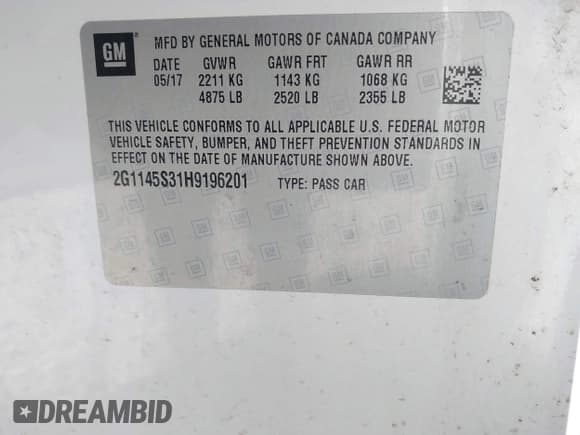 GM MFD BY GENERAL MOTORS OF CANADA COMPANY
DATE GVWR GAWR FRT GAWR RR
05/17 2211 KG 1143 KG 1068 KG
4875 LB 2520 LB 2355 LB
THIS VEHICLE CONFORMS TO ALL APPLICABLE U.S. FEDERAL MOTOR
VEHICLE SAFETY, BUMPER, AND THEFT PREVENTION STANDARDS IN
EFFECT ON THE DATE OF MANUFACTURE SHOWN ABOVE.
2G1145S31H9196201 TYPE: PASS CAR
DREAMBID